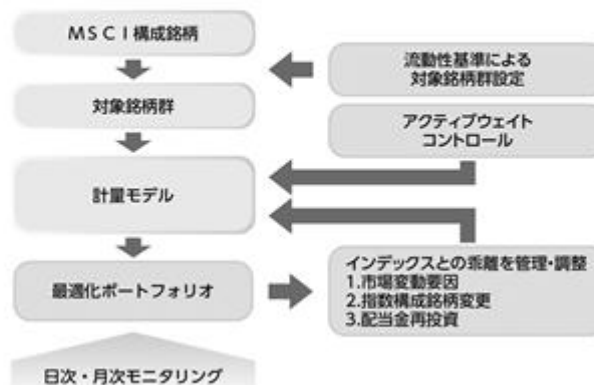 MSCI構成銘柄
流動性基準による
対象銘柄群設定
対象銘柄群
アクティブウェイト
コントロール
計量モデル
最適化ポートフォリオ
インデックスとの乖離を管理・調整
1.市場変動要因
2.指数構成銘柄変更
3.配当金再投資
日次・月次モニタリング